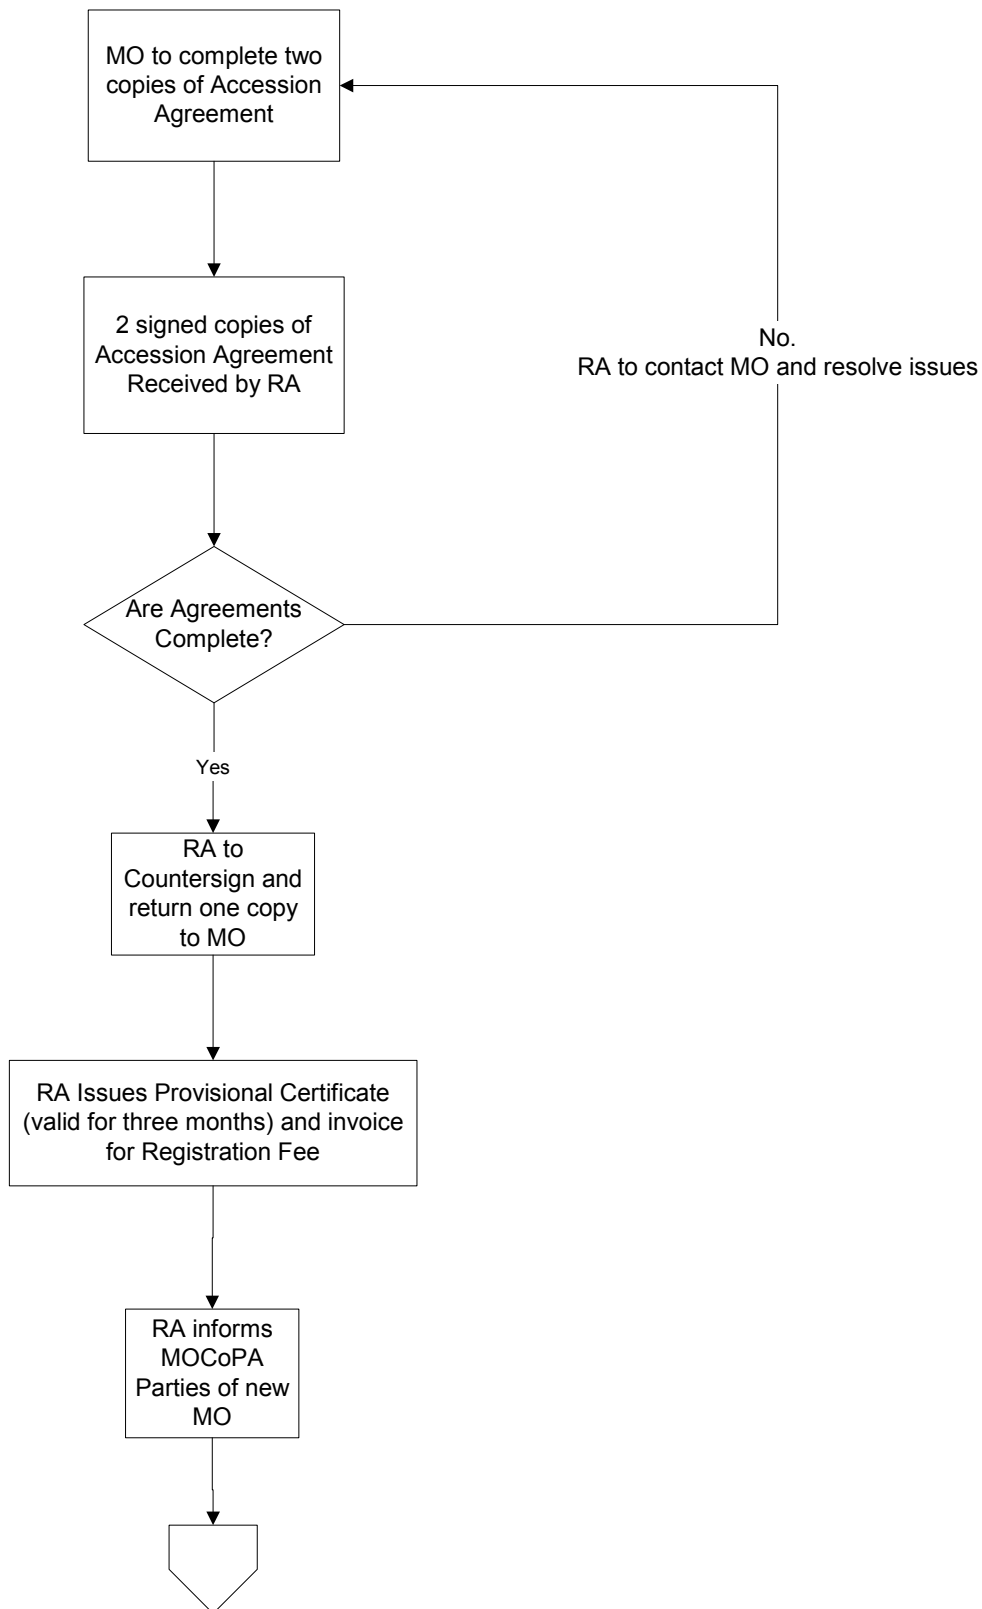 MO to complete two
copies of Accession
Agreement
2 signed copies of
Accession Agreement
Received by RA
No.
RA to contact MO and resolve issues
Are Agreements
Complete?
Yes
RA to
Countersign and
return one copy
to MO
RA Issues Provisional Certificate
(valid for three months) and invoice
for Registration Fee
RA informs
MOCoPA
Parties of new
MO